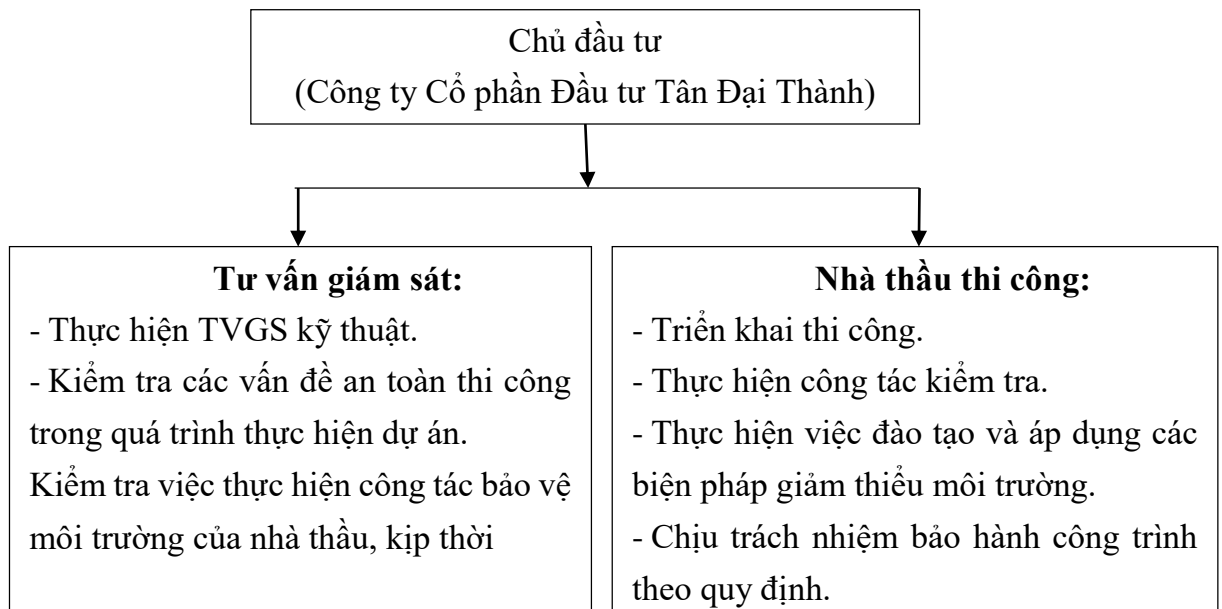 Chủ đầu tư
(Công ty Cổ phần Đầu tư Tân Đại Thành)
Tư vấn giám sát:
- Thực hiện TVGS kỹ thuật.
- Kiểm tra các vấn đề an toàn thi công
trong quá trình thực hiện dự án.
Kiểm tra việc thực hiện công tác bảo vệ
môi trường của nhà thầu, kịp thời
Nhà thầu thi công:
- Triển khai thi công.
- Thực hiện công tác kiểm tra.
- Thực hiện việc đào tạo và áp dụng các
biện pháp giảm thiểu môi trường.
- Chịu trách nhiệm bảo hành công trình
theo quy định.